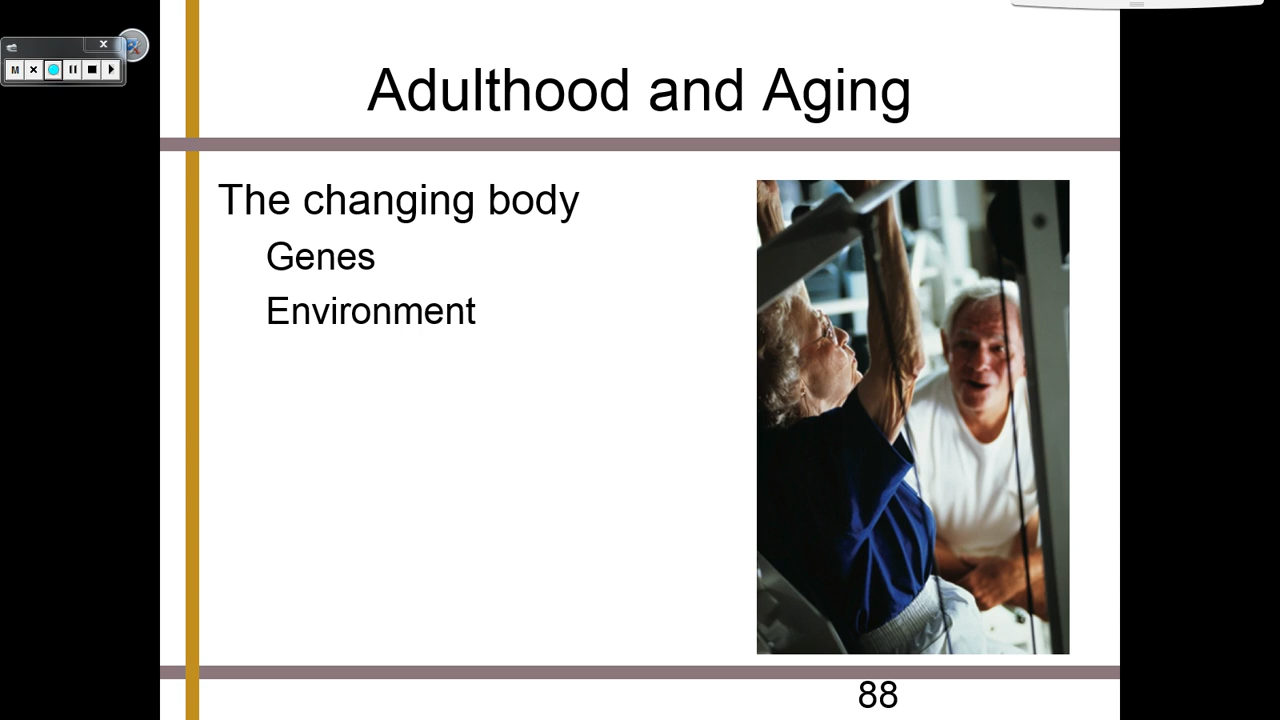 M
Adulthood and Aging
The changing body
Genes
Environment
88